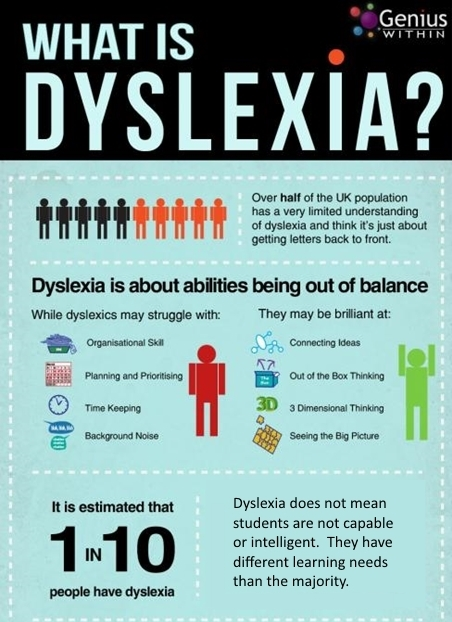 Genius
WITHIN
WHAT IS
DYSLEXIA?
Over half of the UK population
has a very limited understanding
of dyslexia and think it's just about
getting letters back to front.
Dyslexia is about abilities being out of balance
While dyslexics may struggle with:
Organisational Skill
Planning and Prioritising
Time Keeping
Background Noise
They may be brilliant at:
Connecting Ideas
Out of the Box Thinking
3D
3 Dimensional Thinking
Seeing the Big Picture
It is estimated that
1 IN 10
people have dyslexia
Dyslexia does not mean
students are not capable
or intelligent. They have
different learning needs
than the majority.